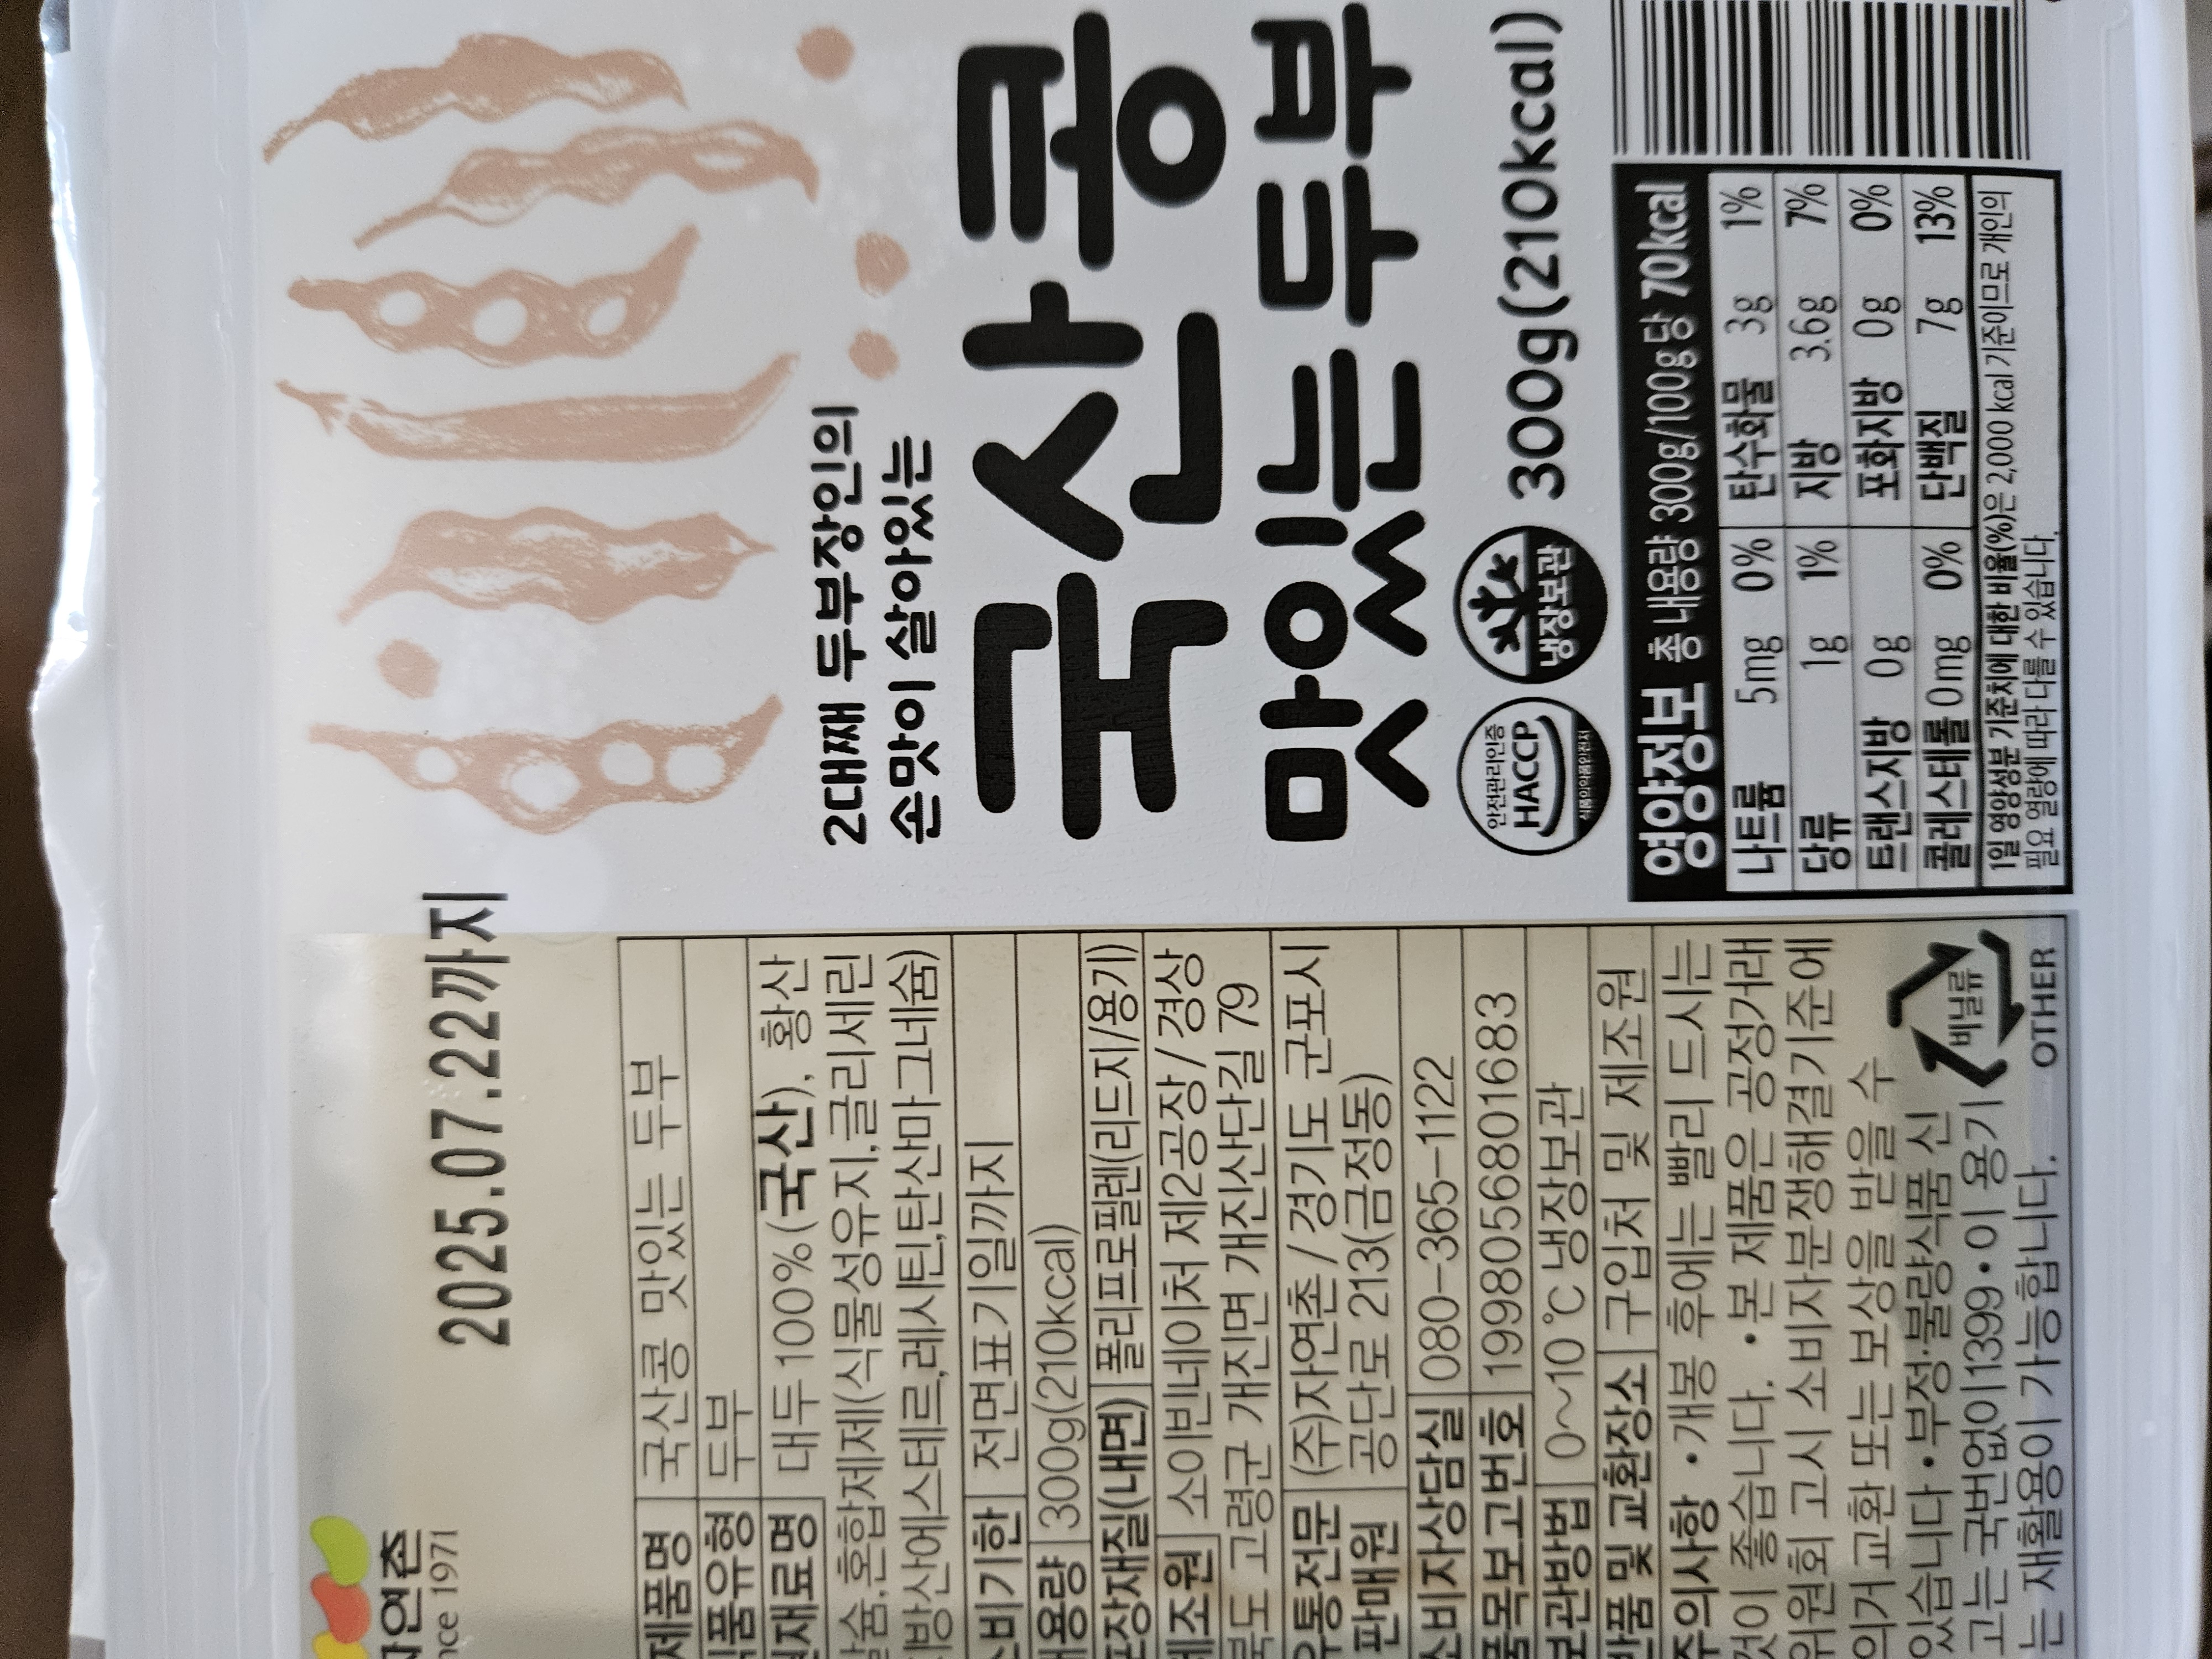 자연촌
nce 1971
2025.07.22까지
제품명 국산콩 맛있는 두부
식품유형 두부
원재료명 대두 100%(국산), 황산
칼슘,혼합제제(식물성유지,글리세린
지방산에스테르,레시틴,탄산마그네슘)
소비기한 전면표기일까지
내용량 300g(210kcal)
포장재질(내면) 폴리프로필렌(리드지/용기)
제조원 소이빈네이처 제2공장 / 경상
북도 고령군 개진면 개진산단길 79
유통전문 (주)자연촌 / 경기도 군포시
판매원 공단로 213(금정동)
소비자상담실 080-365-1122
품목보고번호 1998056801683
보관방법 0~10℃ 냉장보관
반품 및 교환장소 구입처 및 제조원
주의사항 •개봉 후에는 빨리 드시는
것이 좋습니다. •본 제품은 공정거래
위원회 고시 소비자분쟁해결기준에
의거 교환 또는 보상을 받을 수
있습니다 •부정·불량식품 신
고는 국번없이 1399 •이 용기
는 재활용이 가능합니다.
비닐류
OTHER
2대째 두부장인의
손맛이 살아있는
국산콩
맛있는두부
안전관리인증
HACCP
식품의약품안전처
냉장보관
300g(210kcal)
영양정보 총 내용량 300g/100g당 70kcal
나트륨 5mg 0% 탄수화물 3g 1%
당류 1g 1% 지방 3.6g 7%
트랜스지방 0g 포화지방 0g 0%
콜레스테롤 0mg 0% 단백질 7g 13%
1일 영양성분 기준치에 대한 비율(%)은 2,000 kcal 기준이므로 개인의
필요 열량에 따라 다를 수 있습니다.